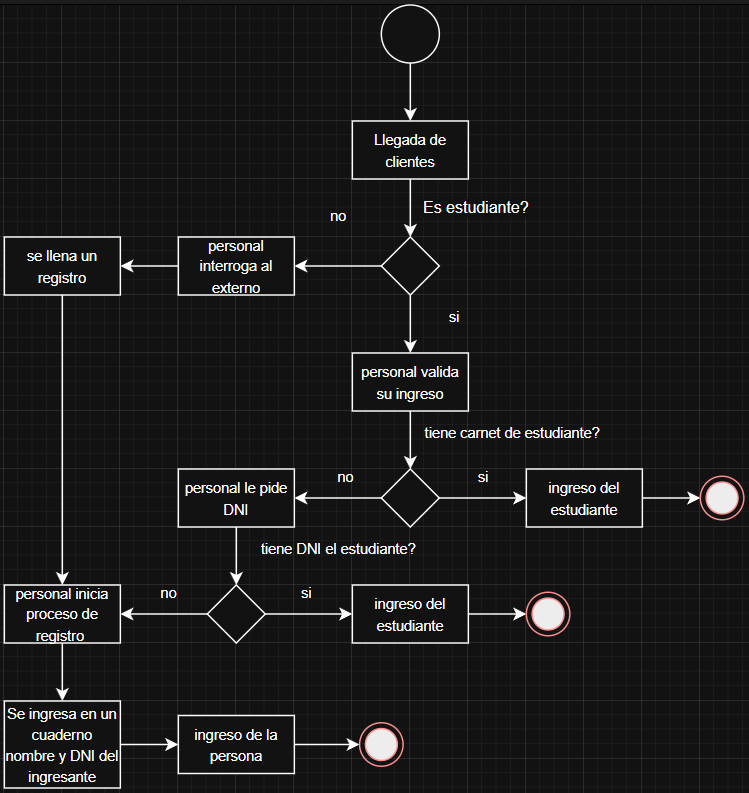 Llegada de
clientes
Es estudiante?
no
personal
interroga al
externo
se llena un
registro
si
personal valida
su ingreso
tiene carnet de estudiante?
no
si
personal le pide
DNI
ingreso del
estudiante
tiene DNI el estudiante?
no
si
personal inicia
proceso de
registro
ingreso del
estudiante
Se ingresa en un
cuaderno
nombre y DNI del
ingresante
ingreso de la
persona